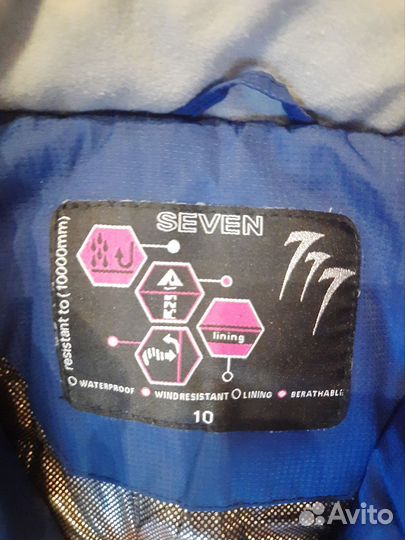 SEVEN
777
resistant to (10000mm)
lining
WATERPROOF WINDRESISTANT LINING BERATHABLE
10
Avito